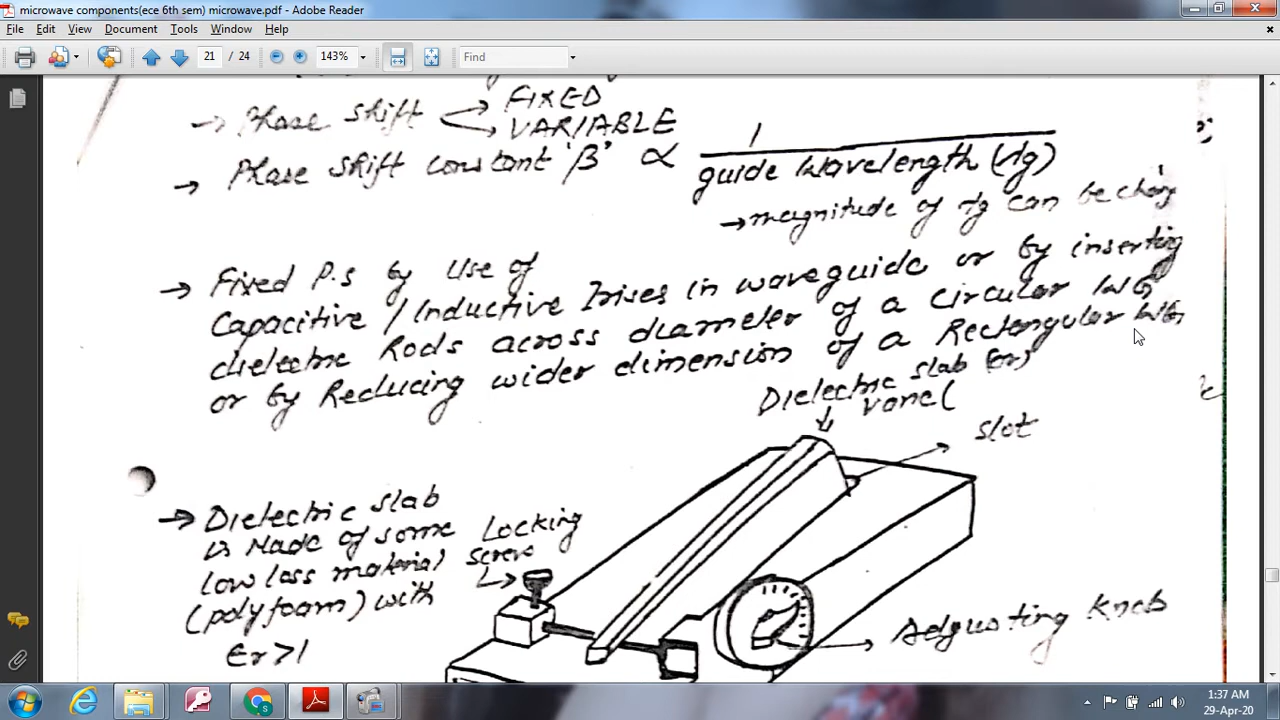 microwave components(ece 6th sem) microwave.pdf - Adobe Reader
File Edit View Document Tools Window Help
21 / 24 143% Find
→ Phase Shift FIXED
VARIABLE
→ Phase Shift constant 'β' ∝ 1
guide Wavelength (λg)
→ magnitude of λg can be chang
→ Fixed P.S by Use of
Capacitive / Inductive Irises in waveguide or by inserting
dielectric Rods across diameter of a Circular WG
or by Reducing wider dimension of a Rectangular WG,
Dielectric slab (εr)
vane(
slot
→ Dielectric slab
is Made of some
low loss material
(polyfoam) with
εr >1
Locking
screw
Adjusting Knob
1:37 AM
29-Apr-20